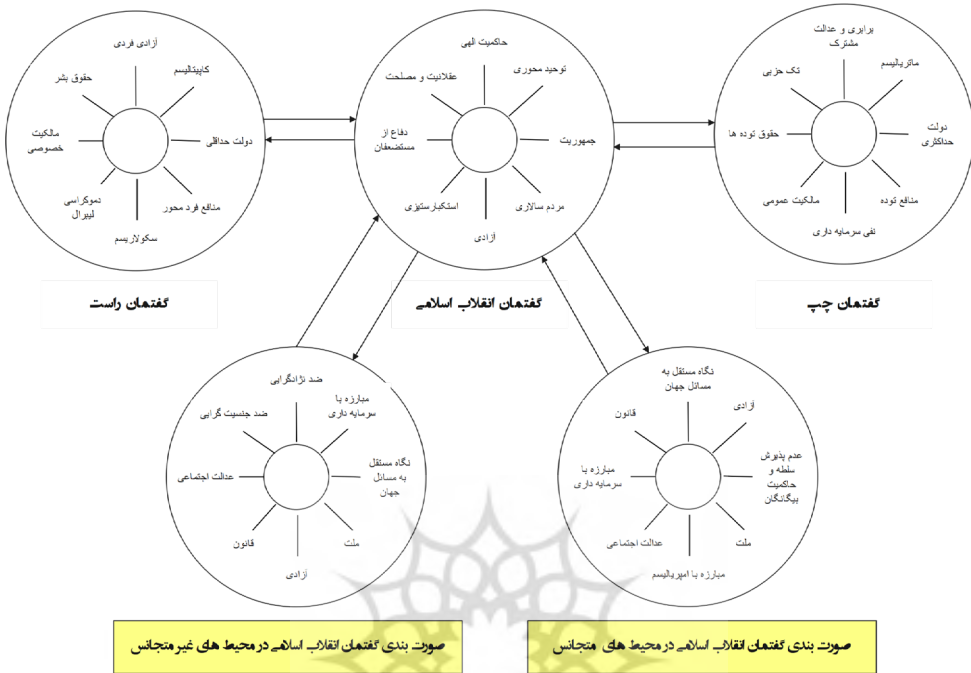 برابری و عدالت
مشترک
ماتریالیسم
تک حزبی
دولت
حداکثری
حقوق توده ها
منافع توده
مالکیت عمومی
نفی سرمایه داری
گفتمان چپ
حاکمیت الهی
توحید محوری
عقلانیت و مصلحت
جمهوریت
دفاع از
مستضعفان
مردم سالاری
استکبارستیزی
آزادی
گفتمان انقلاب اسلامی
آزادی فردی
کاپیتالیسم
حقوق بشر
دولت حداقلی
مالکیت
خصوصی
منافع فرد محور
دموکراسی
لیبرال
سکولاریسم
گفتمان راست
نگاه مستقل به
مسائل جهان
آزادی
قانون
عدم پذیرش
سلطه و
حاکمیت
بیگانگان
مبارزه با
سرمایه داری
ملت
عدالت اجتماعی
مبارزه با امپریالیسم
صورت بندی گفتمان انقلاب اسلامی در محیط های متجانس
ضد نژادگرایی
مبارزه با
سرمایه داری
ضد جنسیت گرایی
نگاه مستقل
به مسائل
جهان
عدالت اجتماعی
ملت
قانون
آزادی
صورت بندی گفتمان انقلاب اسلامی در محیط های غیر متجانس